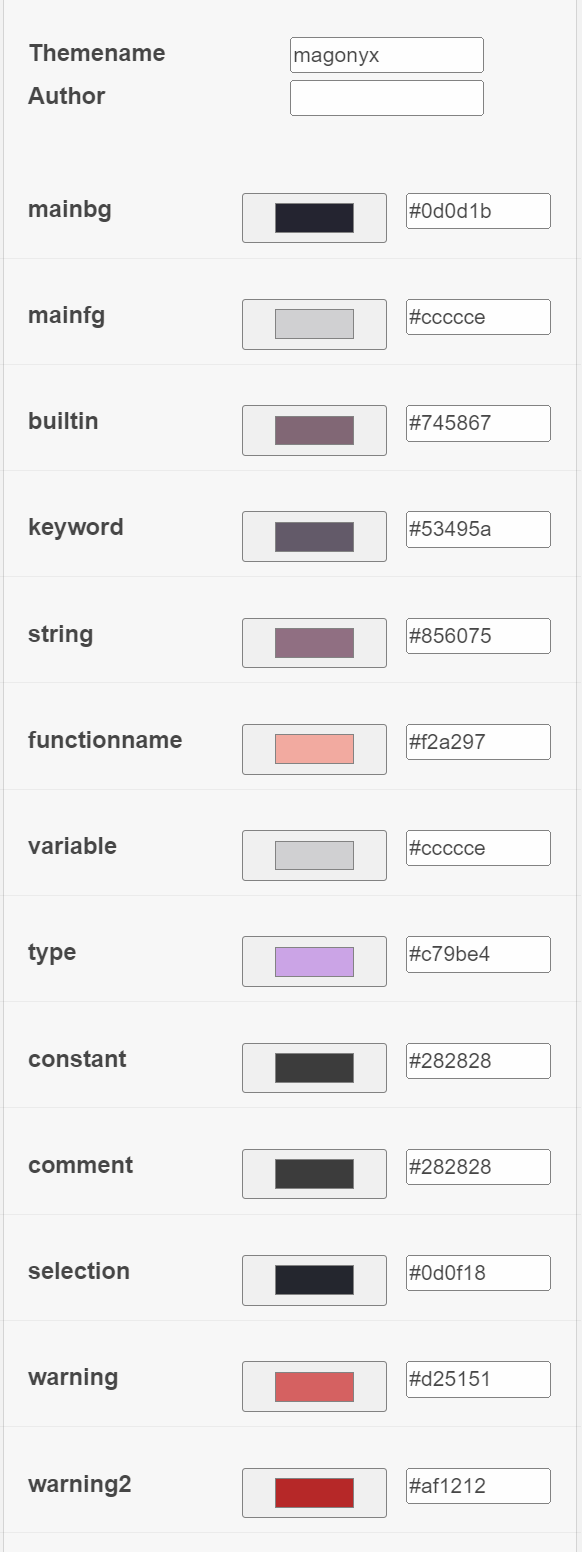 Themename magonyx
Author
mainbg #0d0d1b
mainfg #ccccce
builtin #745867
keyword #53495a
string #856075
functionname #f2a297
variable #ccccce
type #c79be4
constant #282828
comment #282828
selection #0d0f18
warning #d25151
warning2 #af1212